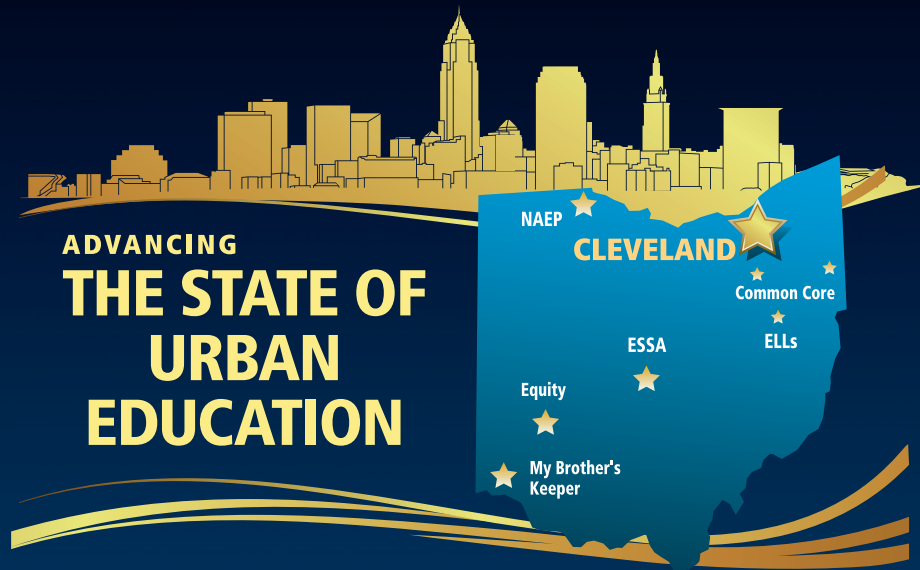 ADVANCING
THE STATE OF
URBAN
EDUCATION
NAEP
CLEVELAND
Common Core
ELLs
ESSA
Equity
My Brother's
Keeper